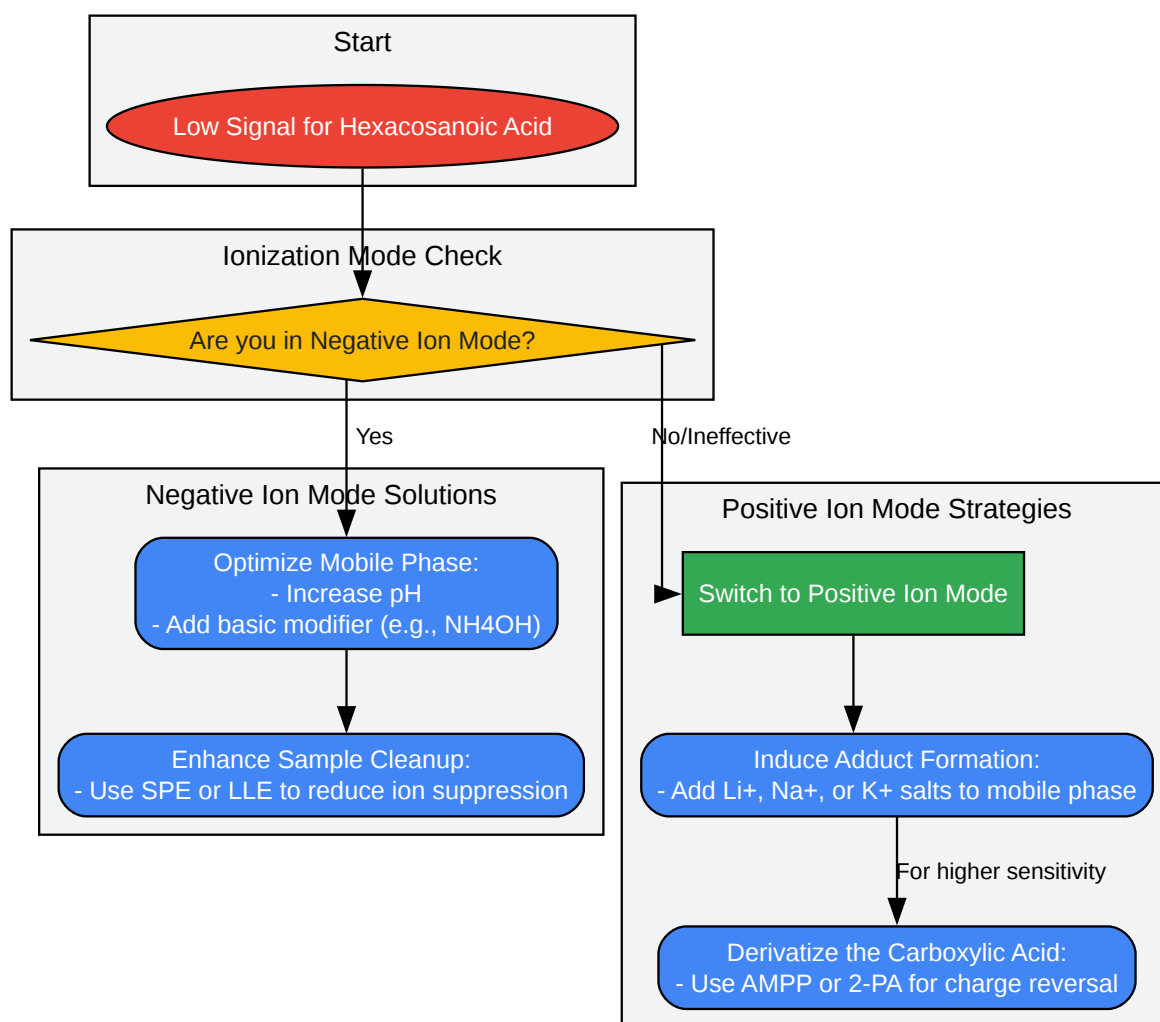 Start
Low Signal for Hexacosanoic Acid
Ionization Mode Check
Are you in Negative Ion Mode?
Yes
No/Ineffective
Negative Ion Mode Solutions
Optimize Mobile Phase:
- Increase pH
- Add basic modifier (e.g., NH4OH)
Enhance Sample Cleanup:
- Use SPE or LLE to reduce ion suppression
Positive Ion Mode Strategies
Switch to Positive Ion Mode
Induce Adduct Formation:
- Add Li+, Na+, or K+ salts to mobile phase
For higher sensitivity
Derivatize the Carboxylic Acid:
- Use AMPP or 2-PA for charge reversal